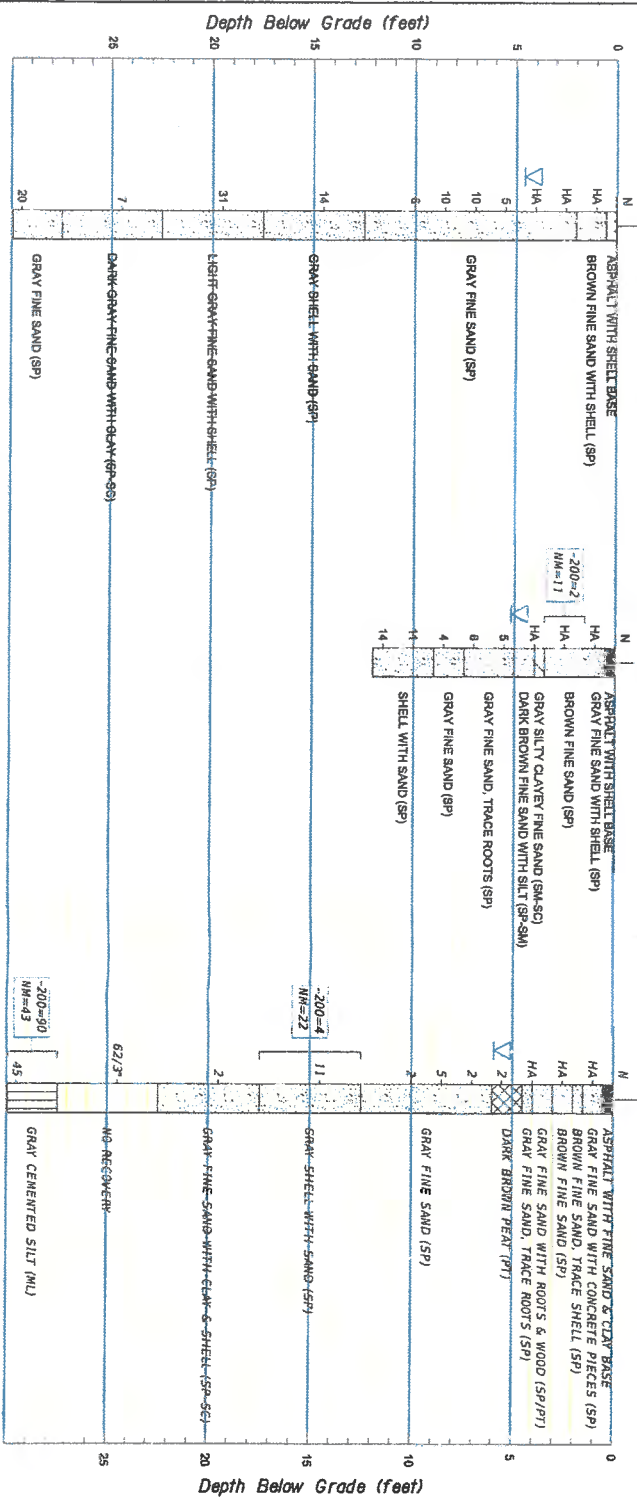 Depth Below Grade (feet)
0
5
10
15
20
25
N
HA
HA
HA
5
10
10
6
14
31
7
20
ASPHALT WITH SHELL BASE
BROWN FINE SAND WITH SHELL (SP)
GRAY FINE SAND (SP)
GRAY SHELL WITH SAND (SP)
LIGHT GRAY FINE SAND WITH SHELL (SP)
DARK GRAY FINE SAND WITH CLAY (SP-SC)
GRAY FINE SAND (SP)
-200=2
NM=11
N
HA
HA
HA
5
8
4
11
14
ASPHALT WITH SHELL BASE
GRAY FINE SAND WITH SHELL (SP)
BROWN FINE SAND (SP)
GRAY SILTY CLAYEY FINE SAND (SM-SC)
DARK BROWN FINE SAND WITH SILT (SP-SM)
GRAY FINE SAND, TRACE ROOTS (SP)
GRAY FINE SAND (SP)
SHELL WITH SAND (SP)
-200=4
NM=22
-200=90
NM=43
N
HA
HA
HA
2
2
5
2
11
2
62/3"
45
ASPHALT WITH FINE SAND & CLAY BASE
GRAY FINE SAND WITH CONCRETE PIECES (SP)
BROWN FINE SAND, TRACE SHELL (SP)
BROWN FINE SAND (SP)
GRAY FINE SAND WITH ROOTS & WOOD (SP/PT)
GRAY FINE SAND, TRACE ROOTS (SP)
DARK BROWN PEAT (PT)
GRAY FINE SAND (SP)
GRAY SHELL WITH SAND (SP)
GRAY FINE SAND WITH CLAY & SHELL (SP-SC)
NO RECOVERY
GRAY CEMENTED SILT (ML)
0
5
10
15
20
25
Depth Below Grade (feet)